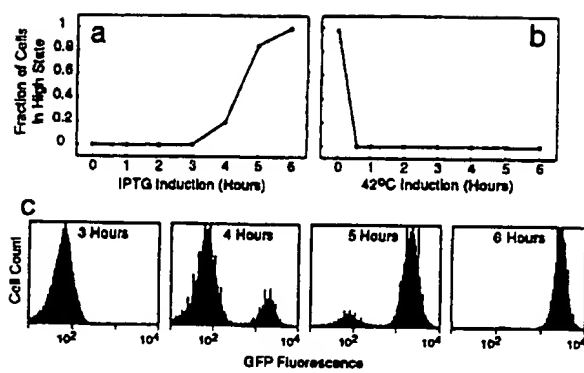 a
b
Fraction of Cells
in High State
1
0.8
0.6
0.4
0.2
0
0 1 2 3 4 5 6
0 1 2 3 4 5 6
IPTG Induction (Hours)
42ºC Induction (Hours)
c
3 Hours
4 Hours
5 Hours
6 Hours
Cell Count
10² 10⁴
10² 10⁴
10² 10⁴
10² 10⁴
GFP Fluorescence